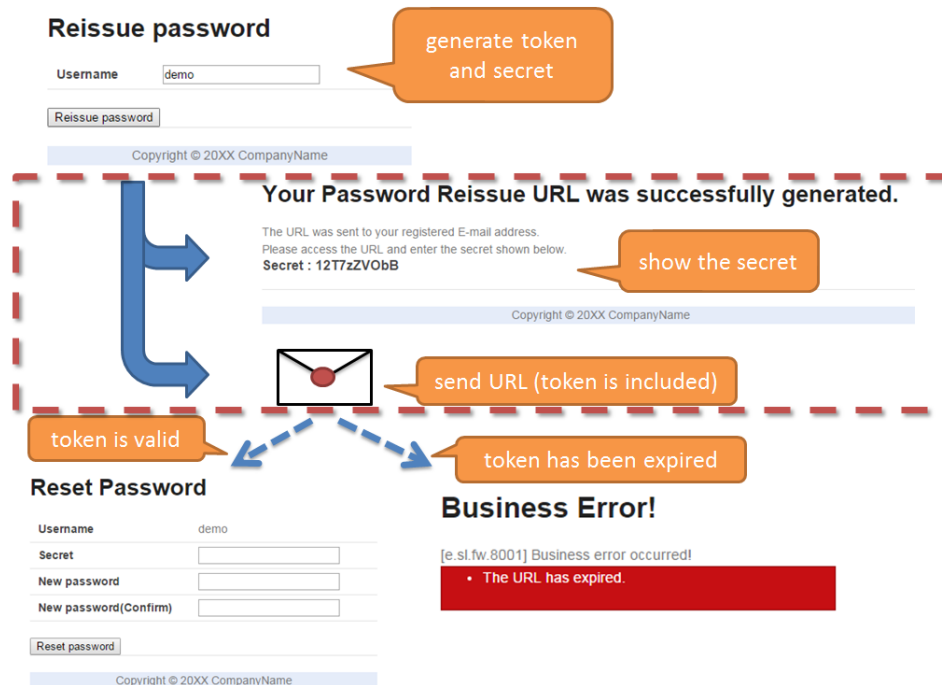 Reissue password
generate token
and secret
Username demo
Reissue password
Copyright © 20XX CompanyName
Your Password Reissue URL was successfully generated.
The URL was sent to your registered E-mail address.
Please access the URL and enter the secret shown below.
Secret : 12T7zZVObB
show the secret
Copyright © 20XX CompanyName
send URL (token is included)
token is valid
token has been expired
Reset Password
Username demo
Secret
New password
New password(Confirm)
Reset password
Copyright © 20XX CompanyName
Business Error!
[e.sl.fw.8001] Business error occurred!
• The URL has expired.